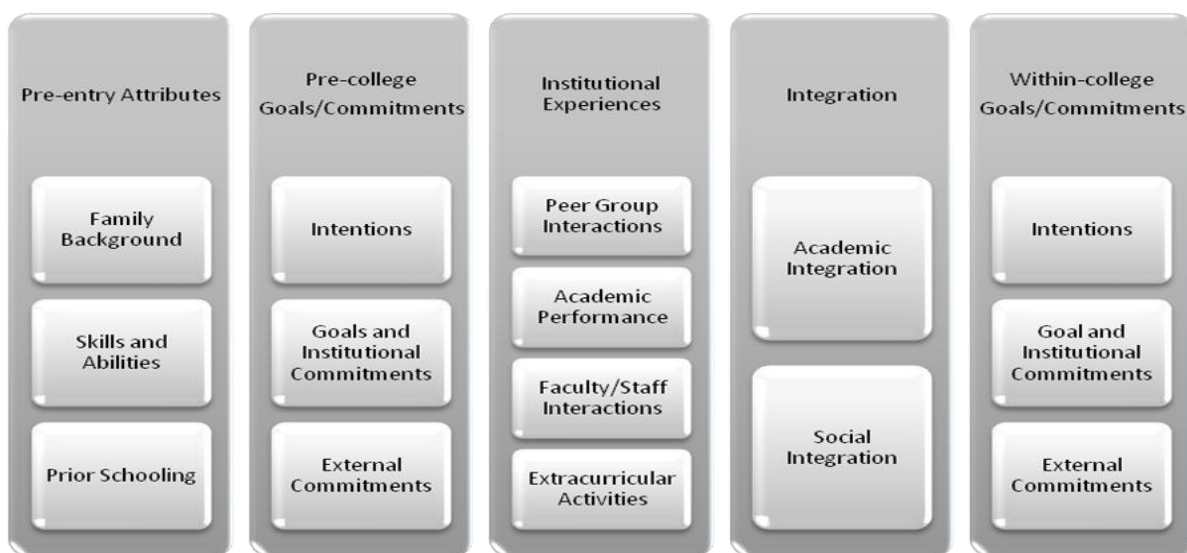 Pre-entry Attributes
Family
Background
Skills and
Abilities
Prior Schooling
Pre-college
Goals/Commitments
Intentions
Goals and
Institutional
Commitments
External
Commitments
Institutional
Experiences
Peer Group
Interactions
Academic
Performance
Faculty/Staff
Interactions
Extracurricular
Activities
Integration
Academic
Integration
Social
Integration
Within-college
Goals/Commitments
Intentions
Goal and
Institutional
Commitments
External
Commitments